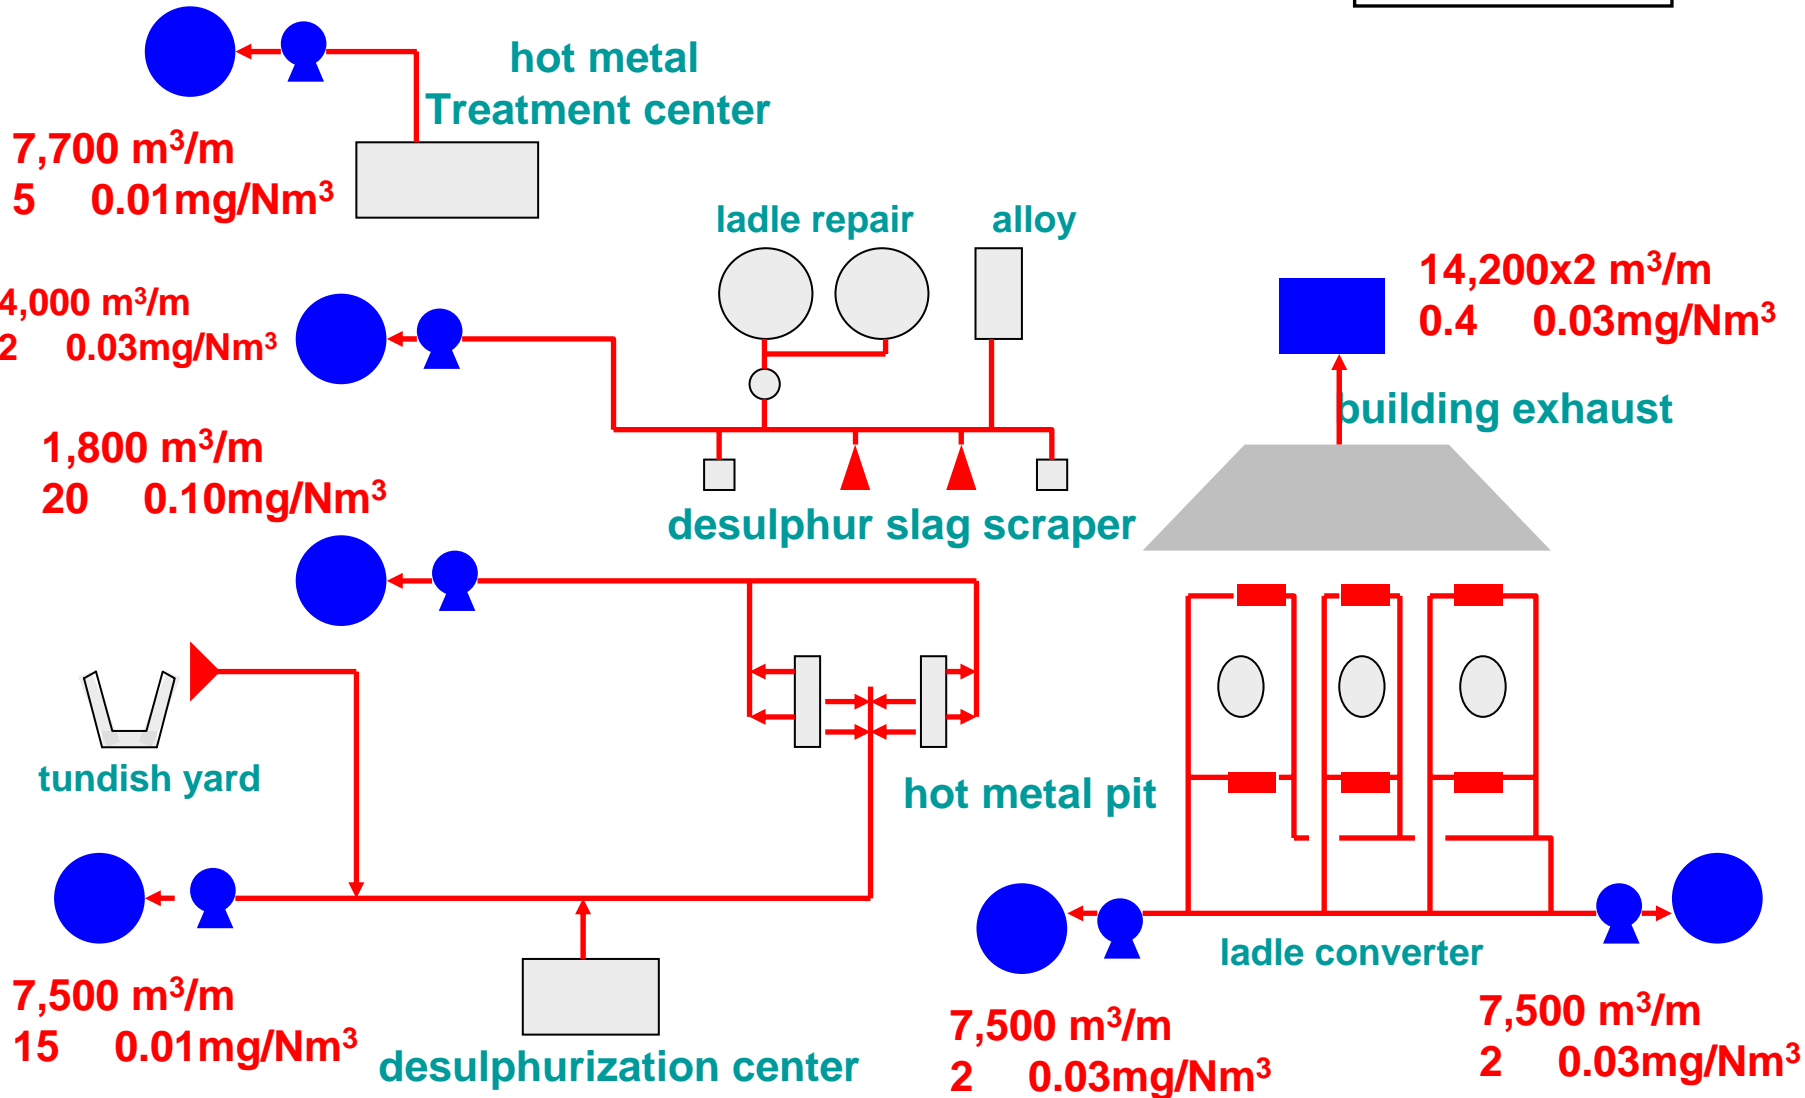 hot metal
Treatment center
7,700 m³/m
5 0.01mg/Nm³
ladle repair alloy
14,200x2 m³/m
0.4 0.03mg/Nm³
4,000 m³/m
2 0.03mg/Nm³
building exhaust
1,800 m³/m
20 0.10mg/Nm³
desulphur slag scraper
tundish yard
hot metal pit
ladle converter
7,500 m³/m
15 0.01mg/Nm³
desulphurization center
7,500 m³/m
2 0.03mg/Nm³
7,500 m³/m
2 0.03mg/Nm³